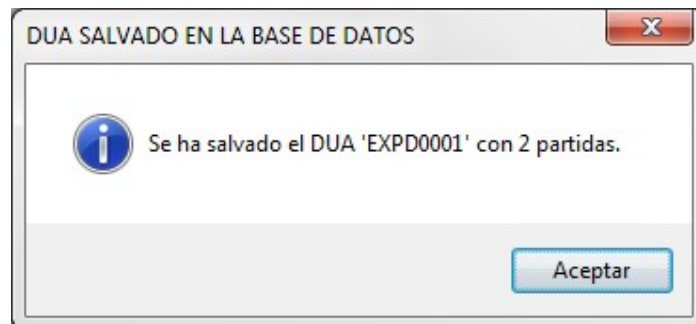 DUA SALVADO EN LA BASE DE DATOS
Se ha salvado el DUA 'EXPD0001' con 2 partidas.
Aceptar